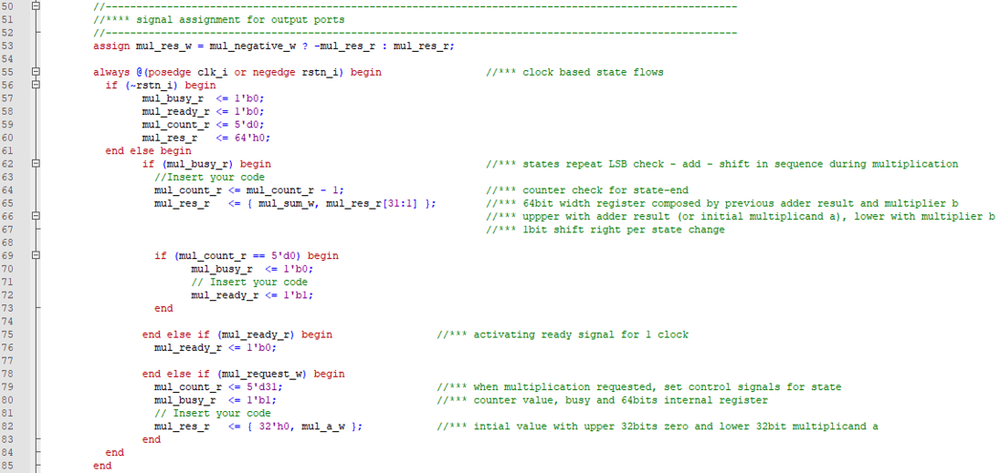 50 //--------------------------------------------------------------------------------------------------------
51 //**** signal assignment for output ports
52 //--------------------------------------------------------------------------------------------------------
53 assign mul_res_w = mul_negative_w ? -mul_res_r : mul_res_r;
54
55 always @(posedge clk_i or negedge rstn_i) begin //*** clock based state flows
56 if (~rstn_i) begin
57 mul_busy_r <= 1'b0;
58 mul_ready_r <= 1'b0;
59 mul_count_r <= 5'd0;
60 mul_res_r <= 64'h0;
61 end else begin
62 if (mul_busy_r) begin //*** states repeat LSB check - add - shift in sequence during multiplication
63 //Insert your code
64 mul_count_r <= mul_count_r - 1; //*** counter check for state-end
65 mul_res_r <= { mul_sum_w, mul_res_r[31:1] }; //*** 64bit width register composed by previous adder result and multiplier b
66 //*** uppper with adder result (or initial multiplicand a), lower with multiplier b
67 //*** 1bit shift right per state change
68
69 if (mul_count_r == 5'd0) begin
70 mul_busy_r <= 1'b0;
71 // Insert your code
72 mul_ready_r <= 1'b1;
73 end
74
75 end else if (mul_ready_r) begin //*** activating ready signal for 1 clock
76 mul_ready_r <= 1'b0;
77
78 end else if (mul_request_w) begin
79 mul_count_r <= 5'd31; //*** when multiplication requested, set control signals for state
80 mul_busy_r <= 1'b1; //*** counter value, busy and 64bits internal register
81 // Insert your code
82 mul_res_r <= { 32'h0, mul_a_w }; //*** intial value with upper 32bits zero and lower 32bit multiplicand a
83 end
84 end
85 end